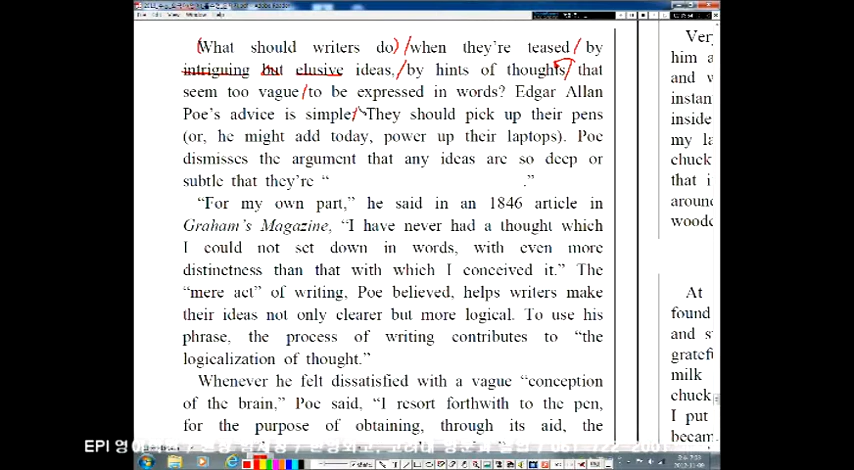 What should writers do when they're teased by
intriguing but elusive ideas, by hints of thoughts that
seem too vague to be expressed in words? Edgar Allan
Poe's advice is simple. They should pick up their pens
(or, he might add today, power up their laptops). Poe
dismisses the argument that any ideas are so deep or
subtle that they're “ .”
“For my own part,” he said in an 1846 article in
Graham's Magazine, “I have never had a thought which
I could not set down in words, with even more
distinctness than that with which I conceived it.” The
“mere act” of writing, Poe believed, helps writers make
their ideas not only clearer but more logical. To use his
phrase, the process of writing contributes to “the
logicalization of thought.”
Whenever he felt dissatisfied with a vague “conception
of the brain,” Poe said, “I resort forthwith to the pen,
for the purpose of obtaining, through its aid, the
Very
him a
and w
instan
inside
my la
chuck
that i
around
woodc
At
found
and s
gratefu
milk
chuck
I put
becam